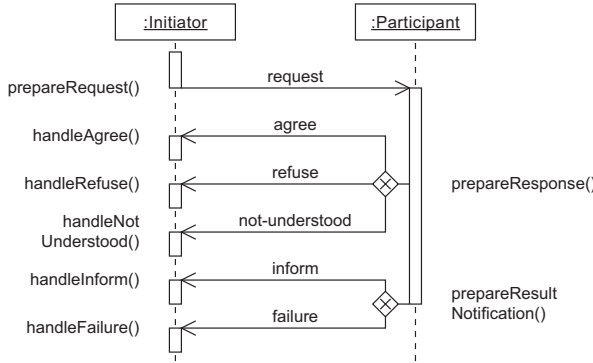 :Initiator
:Participant
request
prepareRequest()
agree
handleAgree()
refuse
handleRefuse()
prepareResponse()
not-understood
handleNot
Understood()
inform
handleInform()
prepareResult
Notification()
failure
handleFailure()